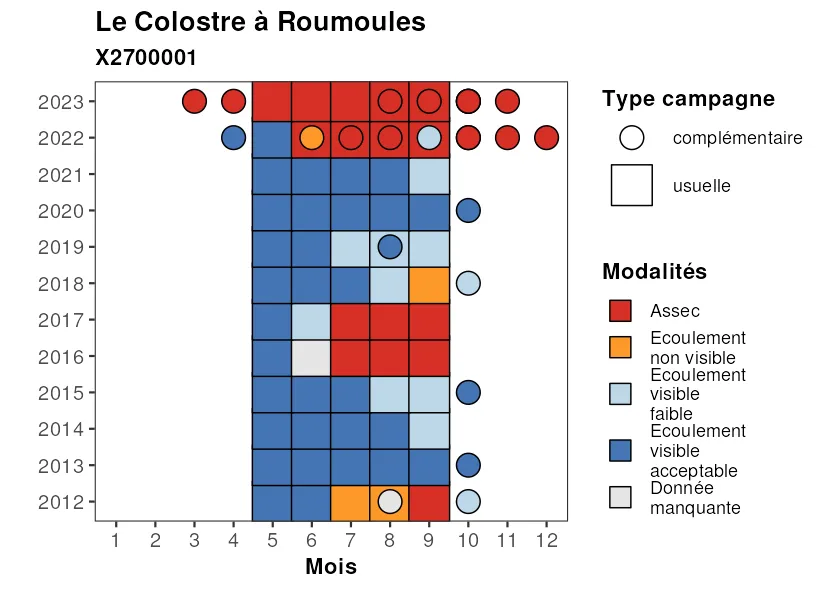 Le Colostre à Roumoules
X2700001
2023
2022
2021
2020
2019
2018
2017
2016
2015
2014
2013
2012
1 2 3 4 5 6 7 8 9 10 11 12
Mois
Type campagne
complémentaire
usuelle
Modalités
Assec
Ecoulement
non visible
Ecoulement
visible
faible
Ecoulement
visible
acceptable
Donnée
manquante